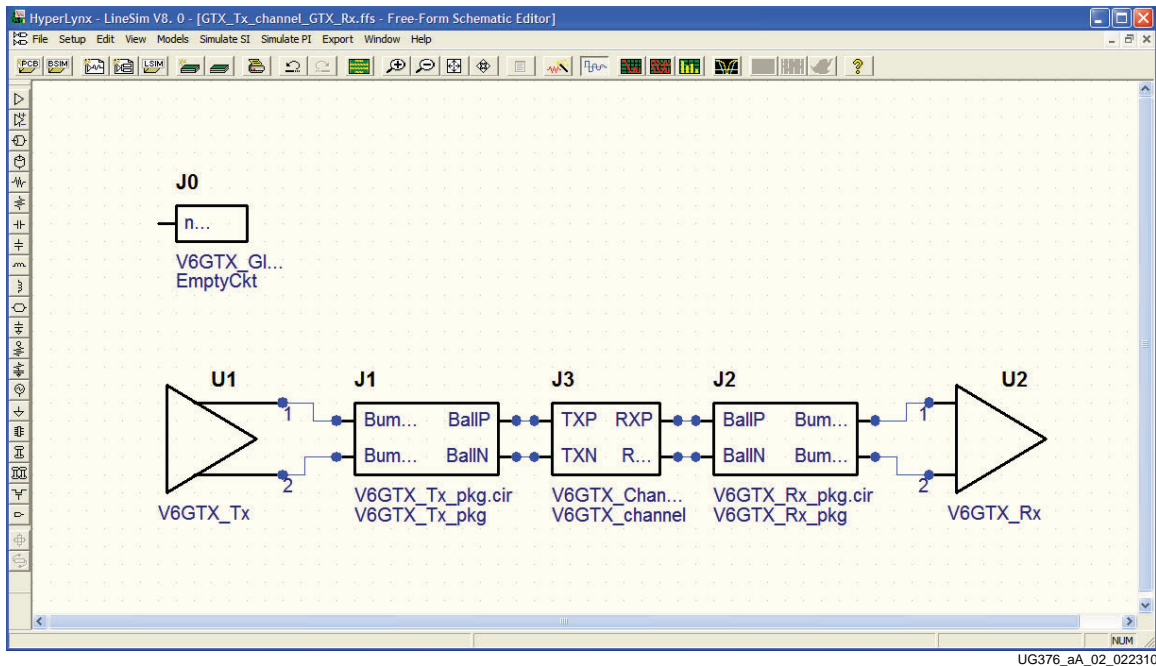 HyperLynx - LineSim V8. 0 - [GTX_Tx_channel_GTX_Rx.ffs - Free-Form Schematic Editor]
File Setup Edit View Models Simulate SI Simulate PI Export Window Help
PCB BSIM LSIM
J0
n...
V6GTX_Gl...
EmptyCkt
U1 J1 J3 J2 U2
1 Bum... BallP TXP RXP BallP Bum... 1
2 Bum... BallN TXN R... BallN Bum... 2
V6GTX_Tx V6GTX_Tx_pkg.cir V6GTX_Chan... V6GTX_Rx_pkg.cir V6GTX_Rx
V6GTX_Tx_pkg V6GTX_channel V6GTX_Rx_pkg
NUM
UG376_aA_02_022310